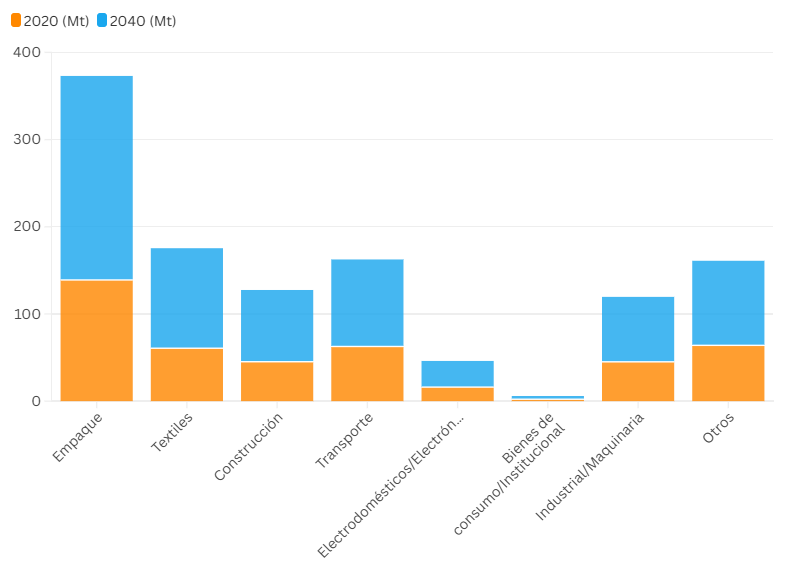 2020 (Mt) 2040 (Mt)
400
300
200
100
0
Empaque
Textiles
Construcción
Transporte
Electrodomésticos/Electrón...
Bienes de
consumo/Institucional
Industrial/Maquinaria
Otros